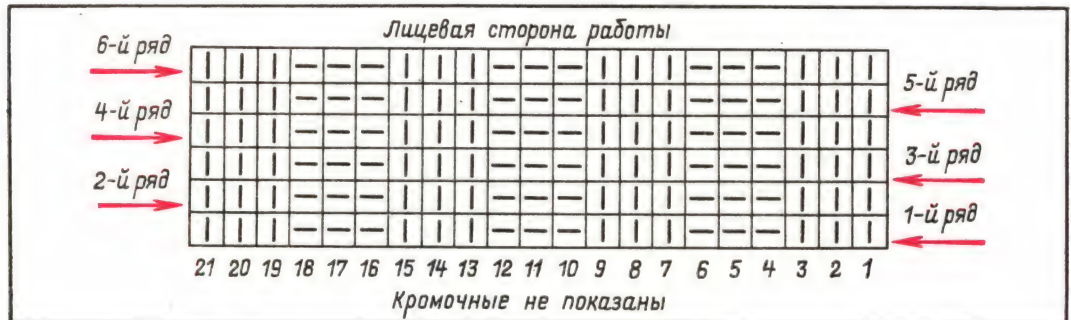 Лицевая сторона работы
6-й ряд
5-й ряд
4-й ряд
3-й ряд
2-й ряд
1-й ряд
21 20 19 18 17 16 15 14 13 12 11 10 9 8 7 6 5 4 3 2 1
Кромочные не показаны